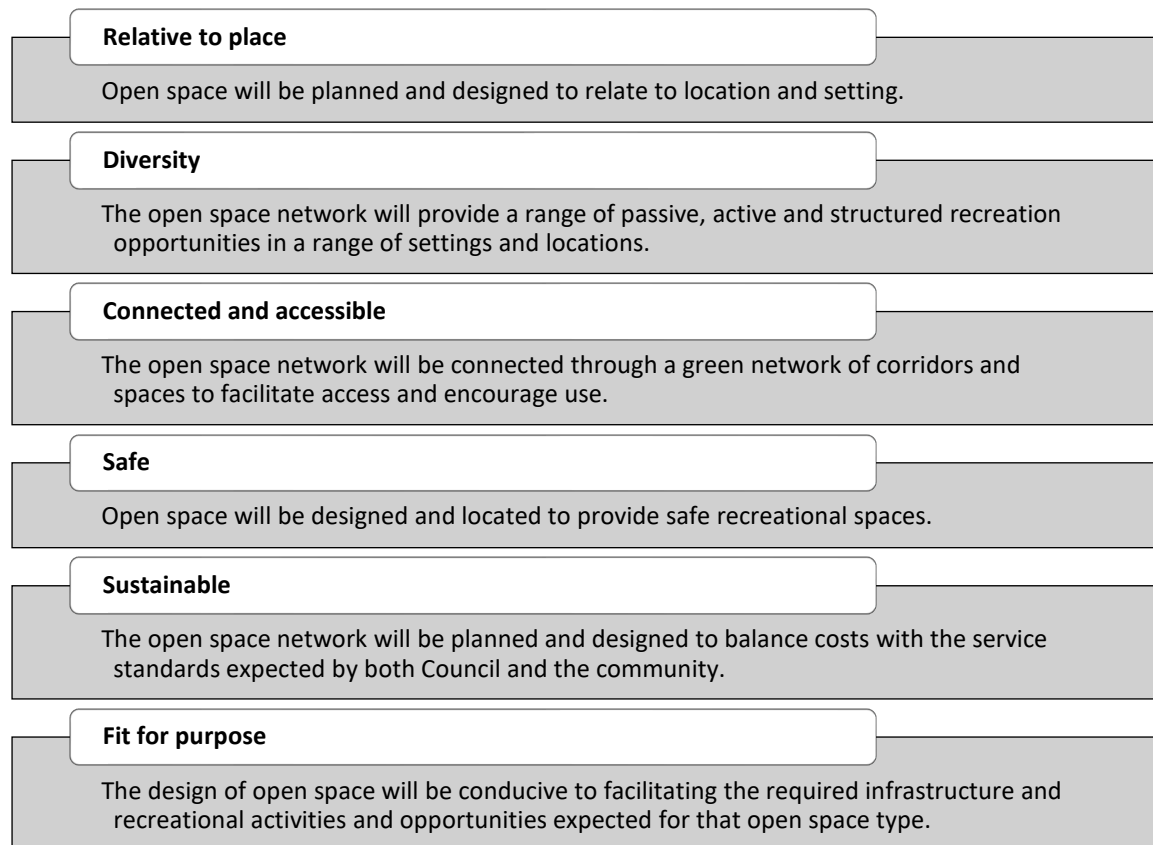 Relative to place
Open space will be planned and designed to relate to location and setting.
Diversity
The open space network will provide a range of passive, active and structured recreation
opportunities in a range of settings and locations.
Connected and accessible
The open space network will be connected through a green network of corridors and
spaces to facilitate access and encourage use.
Safe
Open space will be designed and located to provide safe recreational spaces.
Sustainable
The open space network will be planned and designed to balance costs with the service
standards expected by both Council and the community.
Fit for purpose
The design of open space will be conducive to facilitating the required infrastructure and
recreational activities and opportunities expected for that open space type.